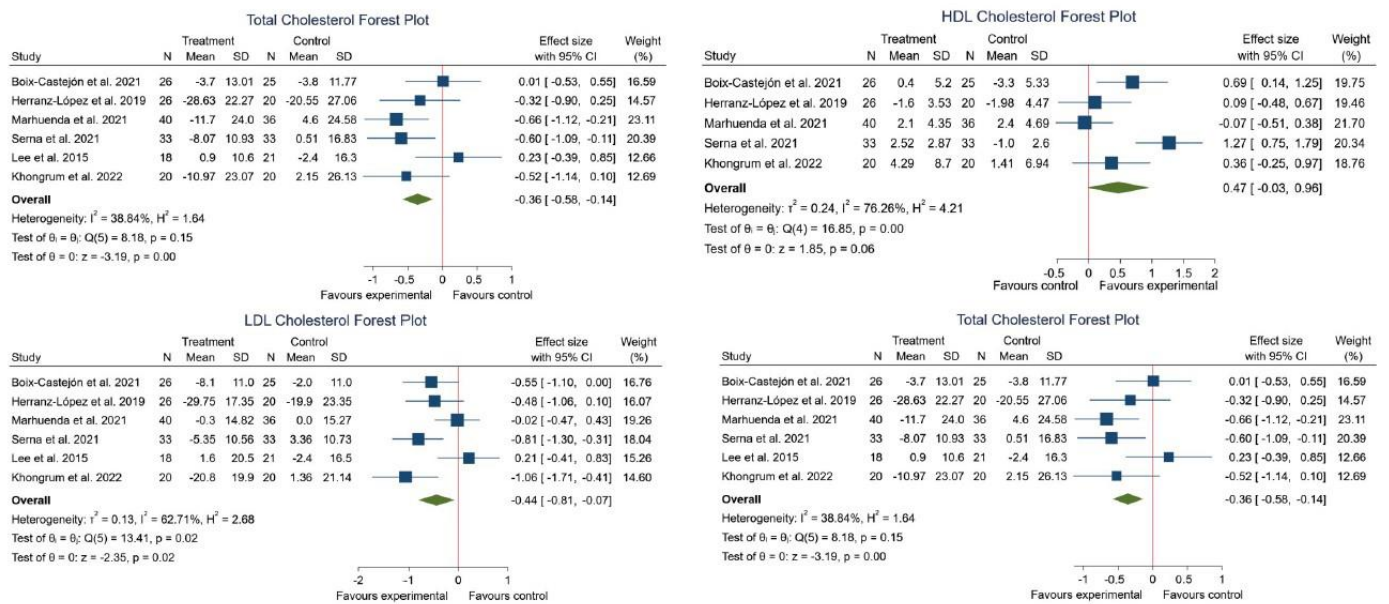 Total Cholesterol Forest Plot
Treatment Control Effect size Weight
Study N Mean SD N Mean SD with 95% CI (%)
Boix-Castejón et al. 2021 26 -3.7 13.01 25 -3.8 11.77 0.01 [ -0.53, 0.55] 16.59
Herranz-López et al. 2019 26 -28.63 22.27 20 -20.55 27.06 -0.32 [ -0.90, 0.25] 14.57
Marhuenda et al. 2021 40 -11.7 24.0 36 4.6 24.58 -0.66 [ -1.12, -0.21] 23.11
Serna et al. 2021 33 -8.07 10.93 33 0.51 16.83 -0.60 [ -1.09, -0.11] 20.39
Lee et al. 2015 18 0.9 10.6 21 -2.4 16.3 0.23 [ -0.39, 0.85] 12.66
Khongrum et al. 2022 20 -10.97 23.07 20 2.15 26.13 -0.52 [ -1.14, 0.10] 12.69
Overall -0.36 [ -0.58, -0.14]
Heterogeneity: I² = 38.84%, H² = 1.64
Test of θᵢ = θⱼ: Q(5) = 8.18, p = 0.15
Test of θ = 0: z = -3.19, p = 0.00
-1 -0.5 0 0.5 1
Favours experimental Favours control
HDL Cholesterol Forest Plot
Treatment Control Effect size Weight
Study N Mean SD N Mean SD with 95% CI (%)
Boix-Castejón et al. 2021 26 0.4 5.2 25 -3.3 5.33 0.69 [ 0.14, 1.25] 19.75
Herranz-López et al. 2019 26 -1.6 3.53 20 -1.98 4.47 0.09 [ -0.48, 0.67] 19.46
Marhuenda et al. 2021 40 2.1 4.35 36 2.4 4.69 -0.07 [ -0.51, 0.38] 21.70
Serna et al. 2021 33 2.52 2.87 33 -1.0 2.6 1.27 [ 0.75, 1.79] 20.34
Khongrum et al. 2022 20 4.29 8.7 20 1.41 6.94 0.36 [ -0.25, 0.97] 18.76
Overall 0.47 [ -0.03, 0.96]
Heterogeneity: τ² = 0.24, I² = 76.26%, H² = 4.21
Test of θᵢ = θⱼ: Q(4) = 16.85, p = 0.00
Test of θ = 0: z = 1.85, p = 0.06
-0.5 0 0.5 1 1.5 2
Favours control Favours experimental
LDL Cholesterol Forest Plot
Treatment Control Effect size Weight
Study N Mean SD N Mean SD with 95% CI (%)
Boix-Castejón et al. 2021 26 -8.1 11.0 25 -2.0 11.0 -0.55 [ -1.10, 0.00] 16.76
Herranz-López et al. 2019 26 -29.75 17.35 20 -19.9 23.35 -0.48 [ -1.06, 0.10] 16.07
Marhuenda et al. 2021 40 -0.3 14.82 36 0.0 15.27 -0.02 [ -0.47, 0.43] 19.26
Serna et al. 2021 33 -5.35 10.56 33 3.36 10.73 -0.81 [ -1.30, -0.31] 18.04
Lee et al. 2015 18 1.6 20.5 21 -2.4 16.5 0.21 [ -0.41, 0.83] 15.26
Khongrum et al. 2022 20 -20.8 19.9 20 1.36 21.14 -1.06 [ -1.71, -0.41] 14.60
Overall -0.44 [ -0.81, -0.07]
Heterogeneity: τ² = 0.13, I² = 62.71%, H² = 2.68
Test of θᵢ = θⱼ: Q(5) = 13.41, p = 0.02
Test of θ = 0: z = -2.35, p = 0.02
-2 -1 0 1
Favours experimental Favours control
Total Cholesterol Forest Plot
Treatment Control Effect size Weight
Study N Mean SD N Mean SD with 95% CI (%)
Boix-Castejón et al. 2021 26 -3.7 13.01 25 -3.8 11.77 0.01 [ -0.53, 0.55] 16.59
Herranz-López et al. 2019 26 -28.63 22.27 20 -20.55 27.06 -0.32 [ -0.90, 0.25] 14.57
Marhuenda et al. 2021 40 -11.7 24.0 36 4.6 24.58 -0.66 [ -1.12, -0.21] 23.11
Serna et al. 2021 33 -8.07 10.93 33 0.51 16.83 -0.60 [ -1.09, -0.11] 20.39
Lee et al. 2015 18 0.9 10.6 21 -2.4 16.3 0.23 [ -0.39, 0.85] 12.66
Khongrum et al. 2022 20 -10.97 23.07 20 2.15 26.13 -0.52 [ -1.14, 0.10] 12.69
Overall -0.36 [ -0.58, -0.14]
Heterogeneity: I² = 38.84%, H² = 1.64
Test of θᵢ = θⱼ: Q(5) = 8.18, p = 0.15
Test of θ = 0: z = -3.19, p = 0.00
-1 -0.5 0 0.5 1
Favours experimental Favours control